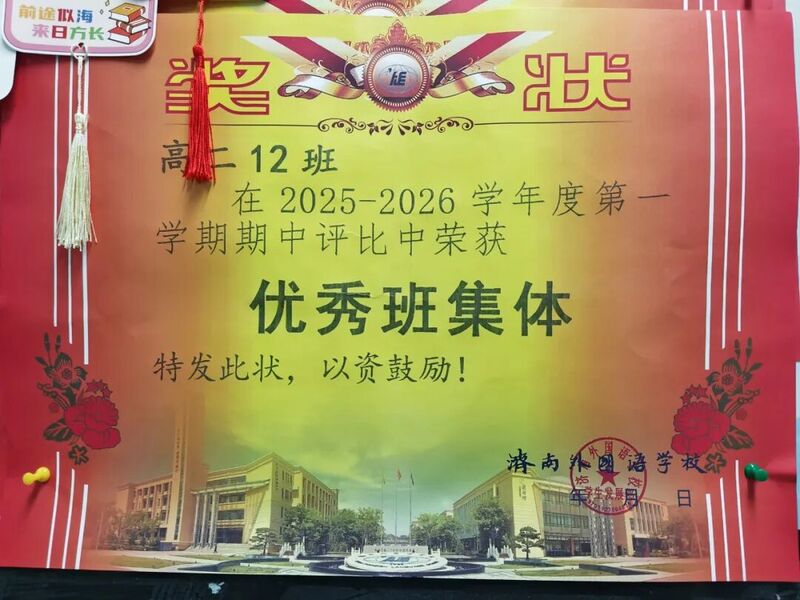 前途似海
来日方长
奖状
高二12班
在2025-2026学年度第一
学期期中评比中荣获
优秀班集体
特发此状，以资鼓励！
济南外国语学校
年 月 日